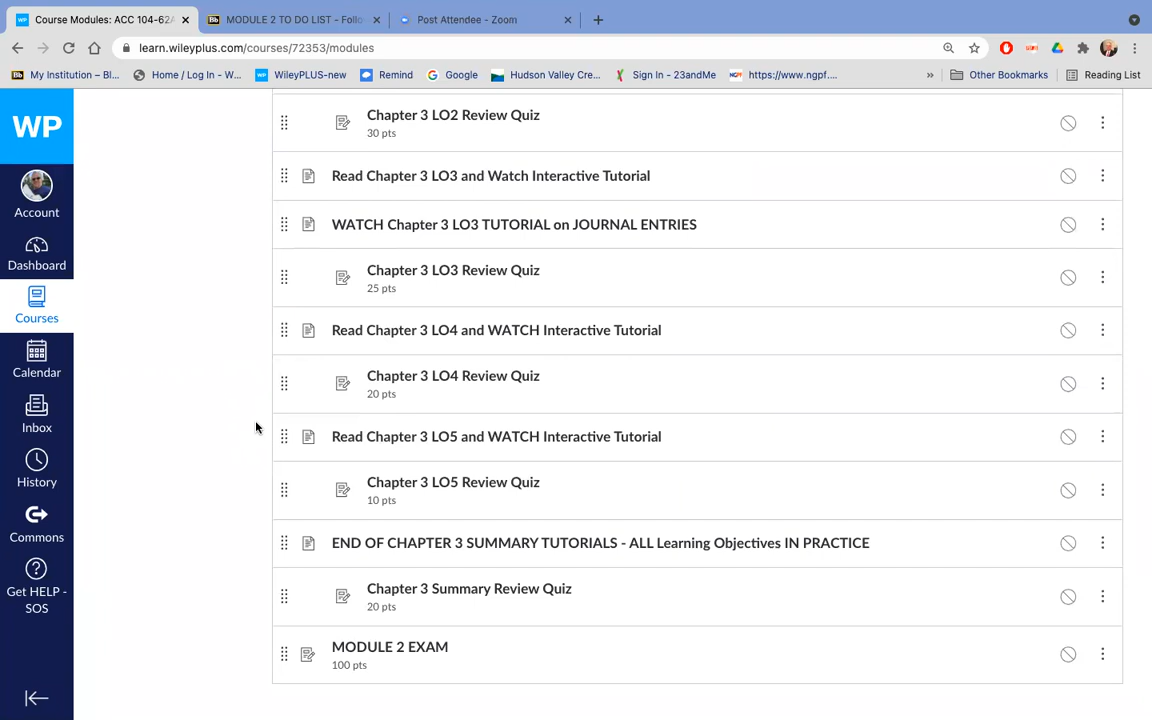 Course Modules: ACC 104-62A
MODULE 2 TO DO LIST - Follo
Post Attendee - Zoom
learn.wileyplus.com/courses/72353/modules
My Institution – Bl...
Home / Log In - W...
WileyPLUS-new
Remind
Google
Hudson Valley Cre...
Sign In - 23andMe
https://www.ngpf....
Other Bookmarks
Reading List
WP
Account
Dashboard
Courses
Calendar
Inbox
History
Commons
Get HELP -
SOS
Chapter 3 LO2 Review Quiz
30 pts
Read Chapter 3 LO3 and Watch Interactive Tutorial
WATCH Chapter 3 LO3 TUTORIAL on JOURNAL ENTRIES
Chapter 3 LO3 Review Quiz
25 pts
Read Chapter 3 LO4 and WATCH Interactive Tutorial
Chapter 3 LO4 Review Quiz
20 pts
Read Chapter 3 LO5 and WATCH Interactive Tutorial
Chapter 3 LO5 Review Quiz
10 pts
END OF CHAPTER 3 SUMMARY TUTORIALS - ALL Learning Objectives IN PRACTICE
Chapter 3 Summary Review Quiz
20 pts
MODULE 2 EXAM
100 pts